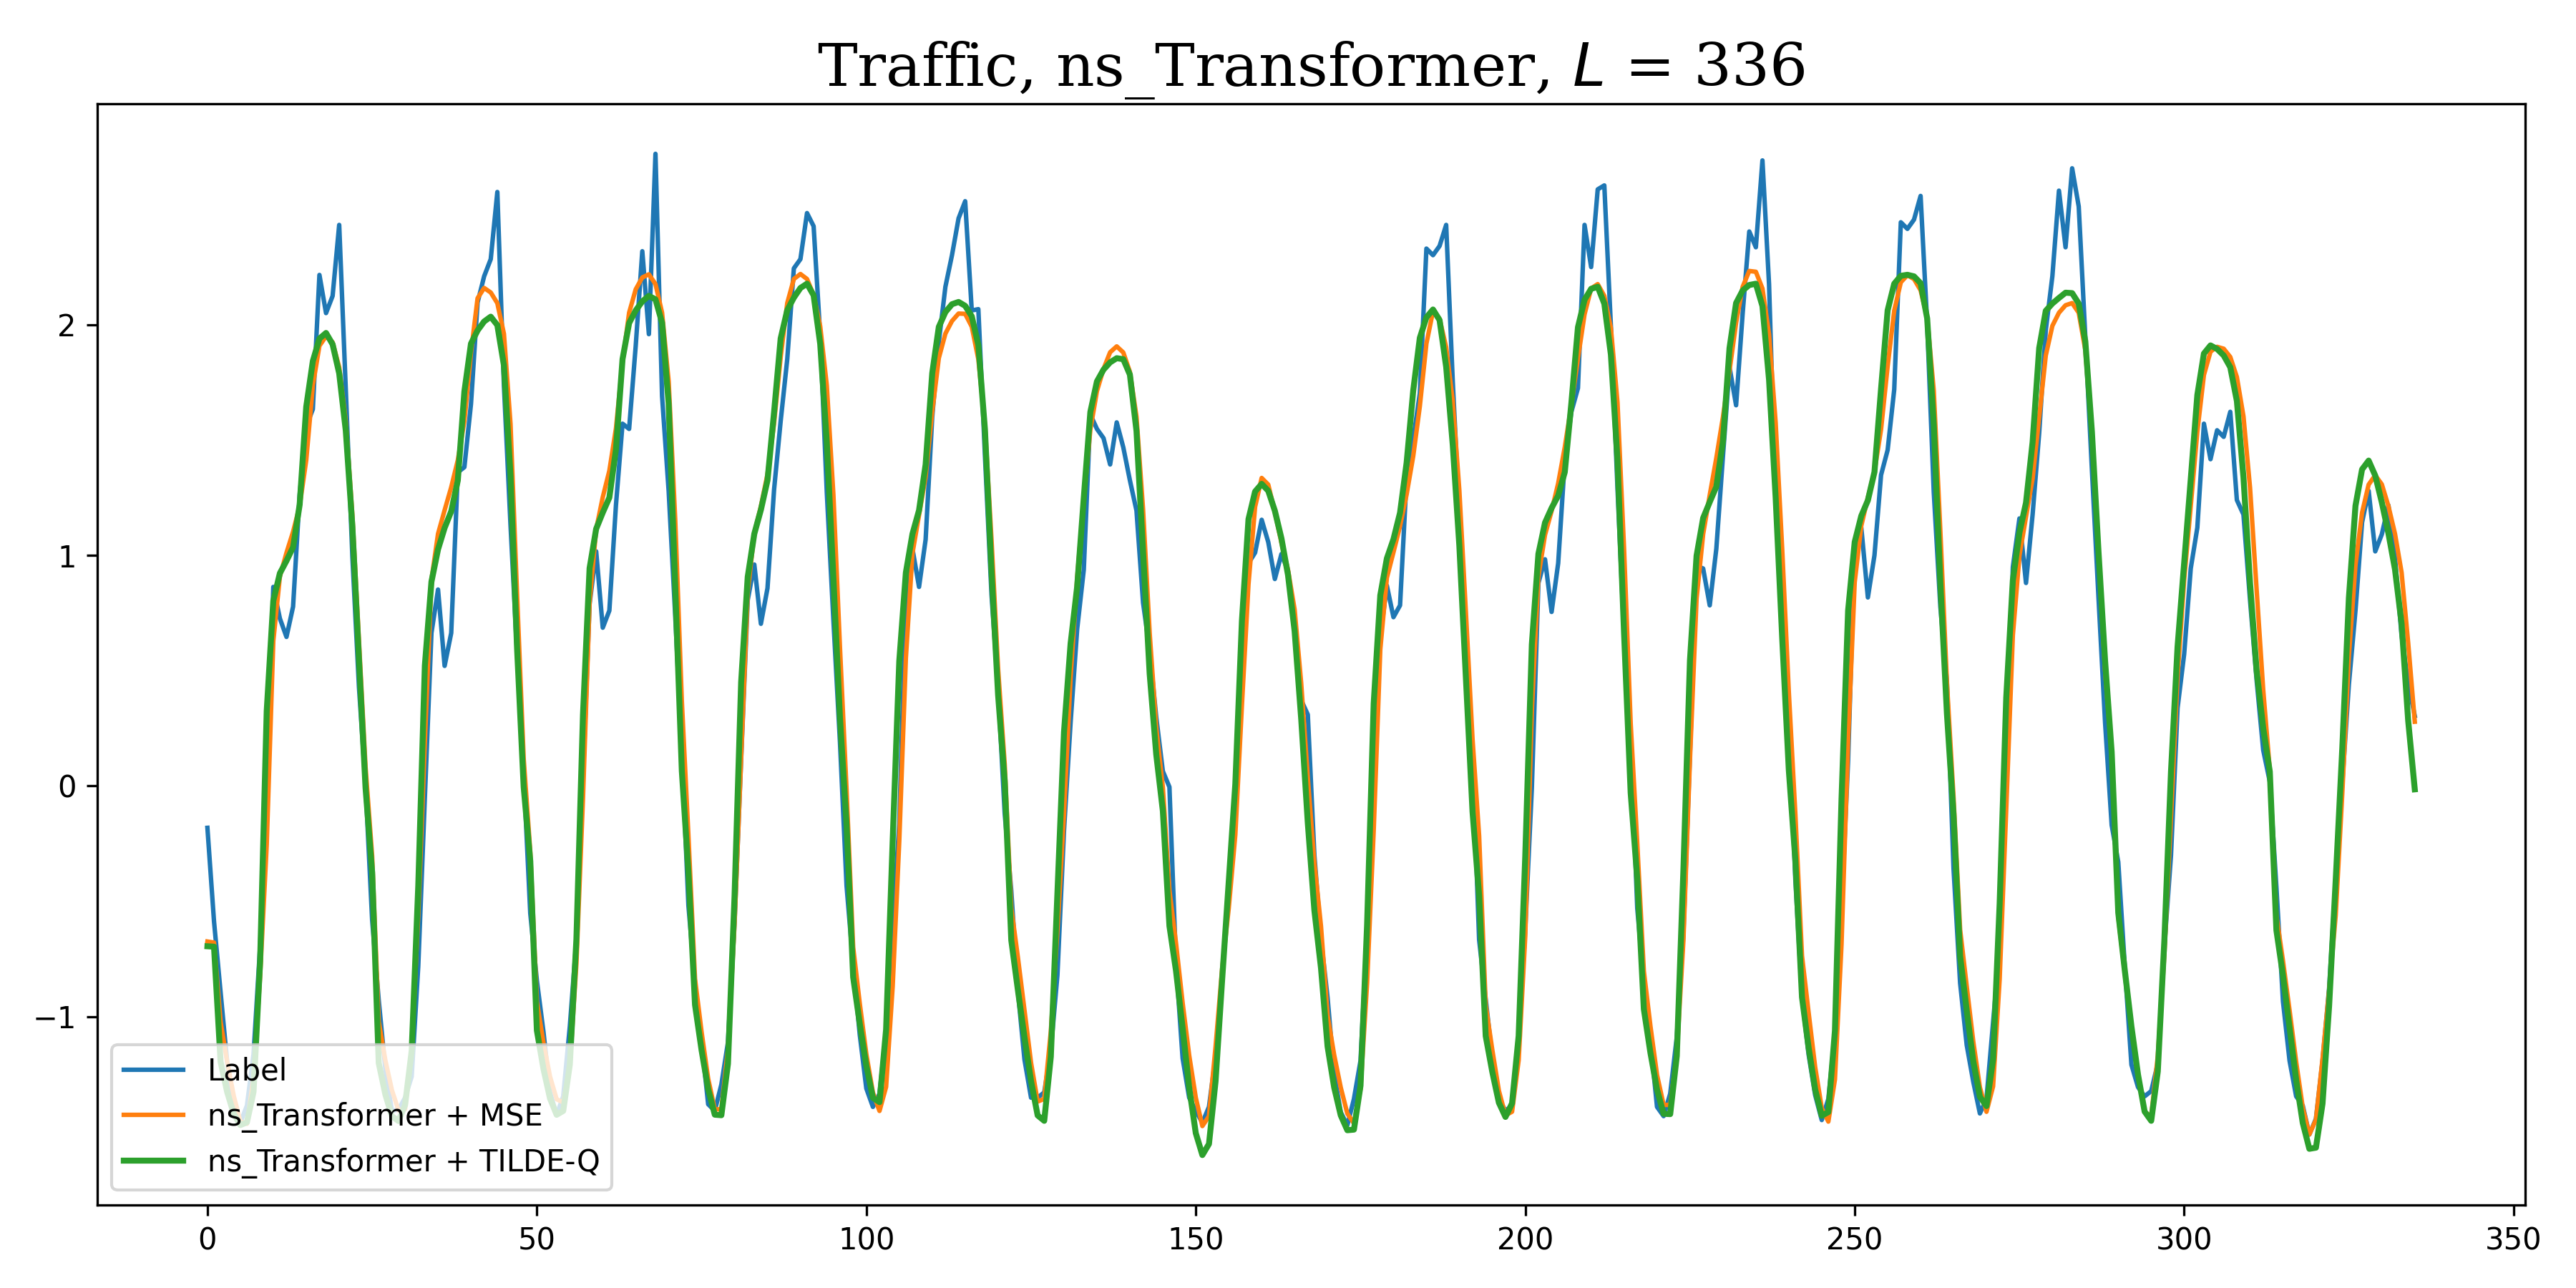 Traffic, ns_Transformer, L = 336
2
1
0
−1
Label
ns_Transformer + MSE
ns_Transformer + TILDE-Q
0 50 100 150 200 250 300 350